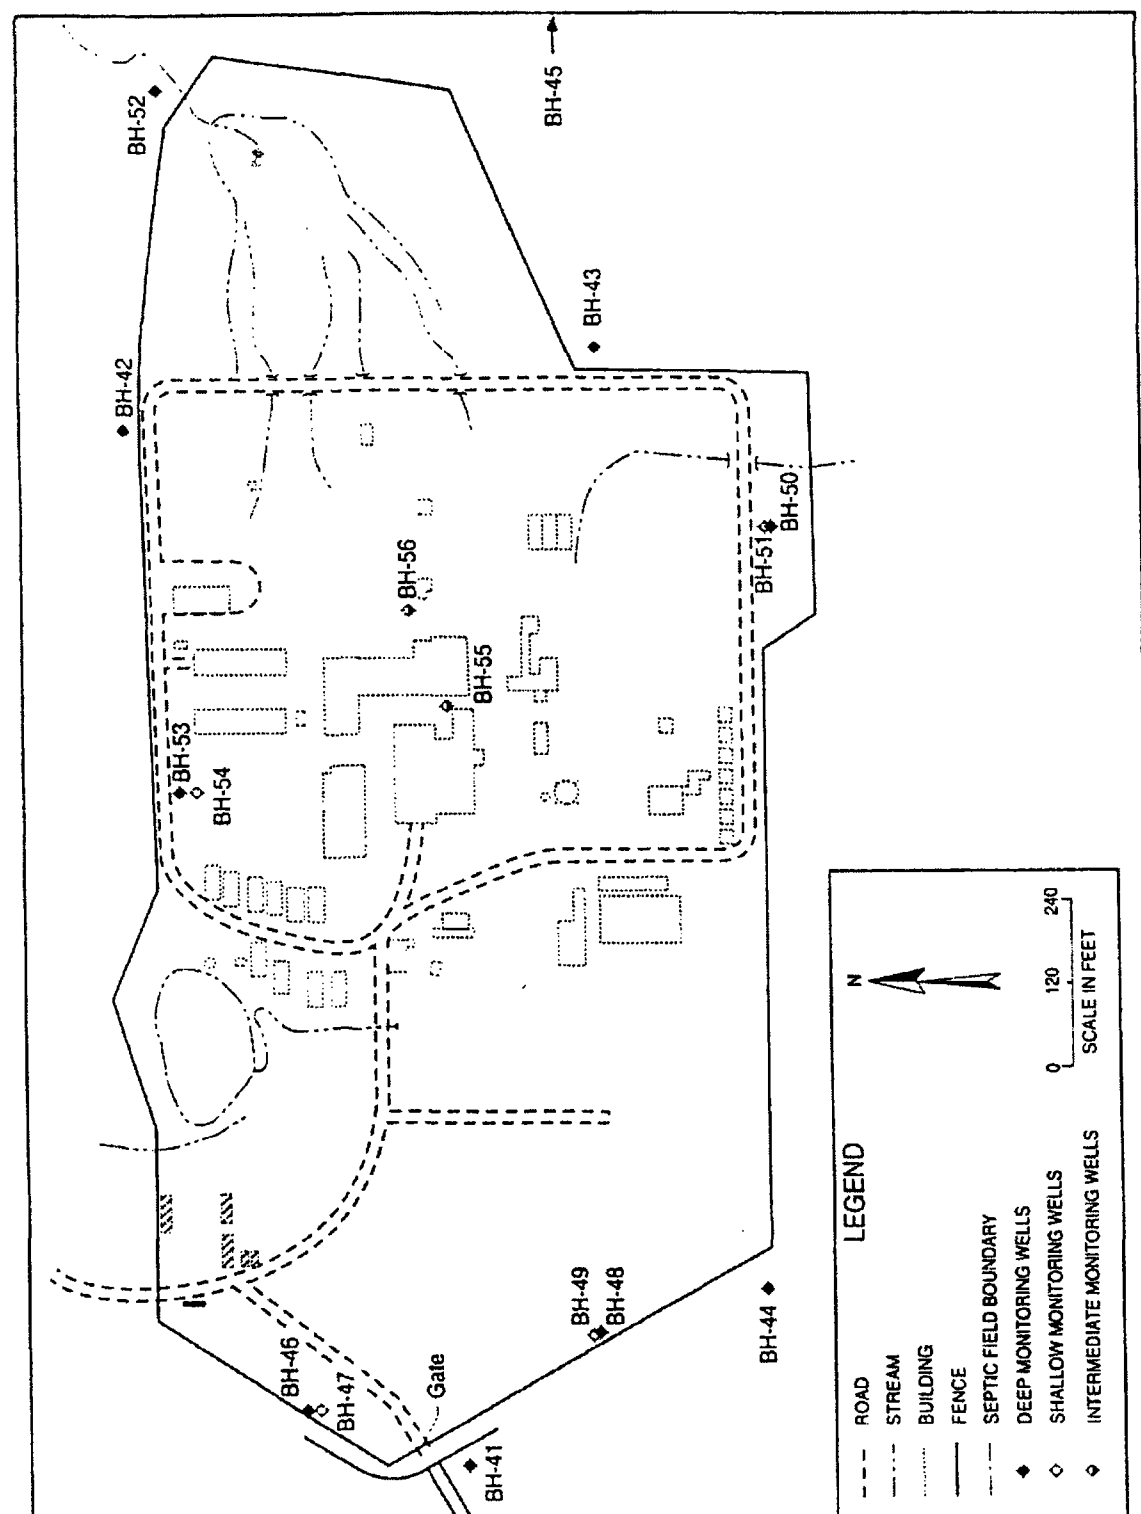 BH-52
BH-45
BH-42
BH-43
BH-56
BH-51
BH-50
BH-55
BH-53
BH-54
BH-46
BH-47
Gate
BH-41
BH-49
BH-48
BH-44
LEGEND
ROAD
STREAM
BUILDING
FENCE
SEPTIC FIELD BOUNDARY
DEEP MONITORING WELLS
SHALLOW MONITORING WELLS
INTERMEDIATE MONITORING WELLS
N
0 120 240
SCALE IN FEET